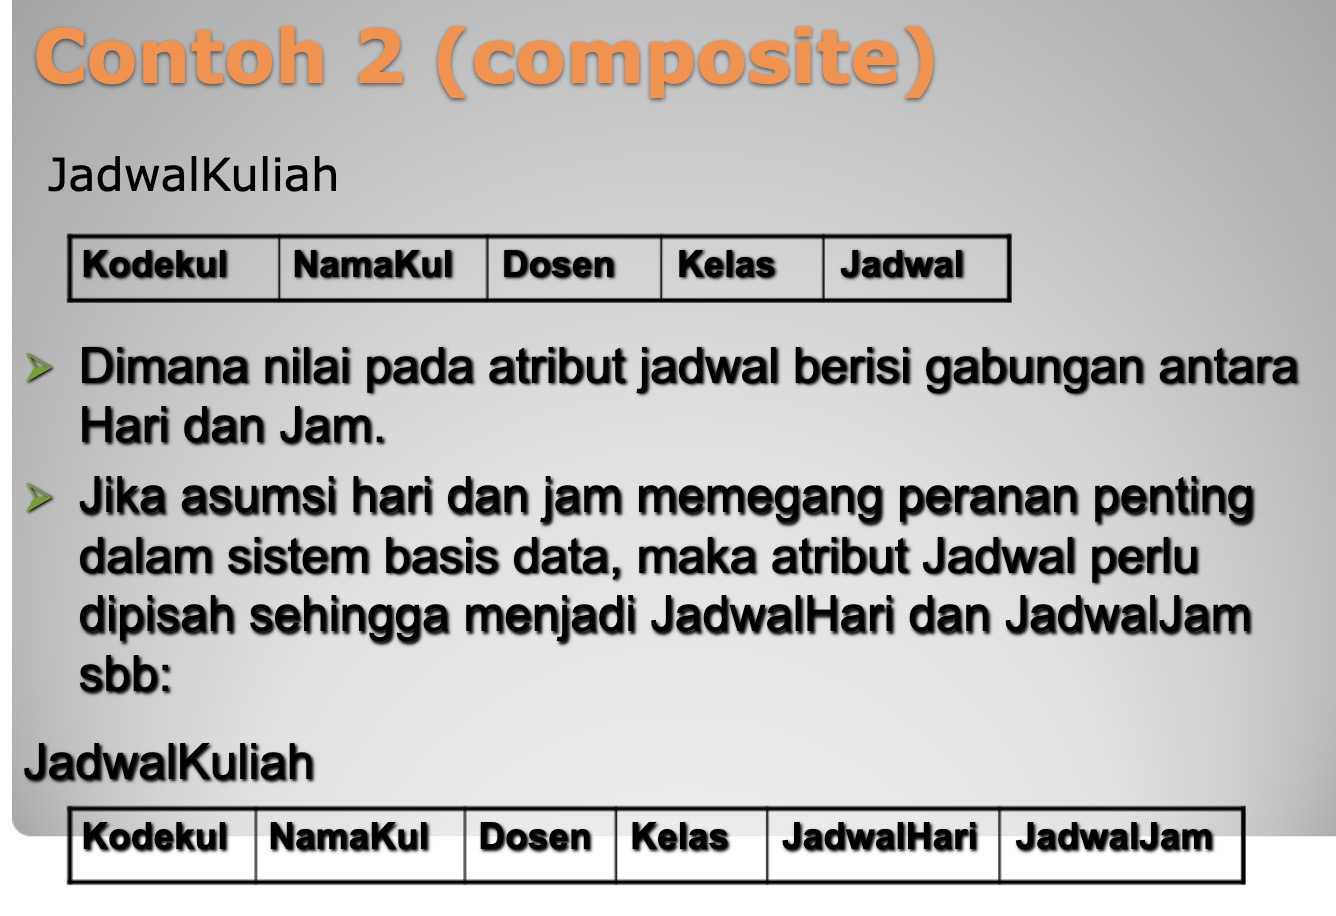 Contoh 2 (composite)
JadwalKuliah
Kodekul NamaKul Dosen Kelas Jadwal
Dimana nilai pada atribut jadwal berisi gabungan antara
Hari dan Jam.
Jika asumsi hari dan jam memegang peranan penting
dalam sistem basis data, maka atribut Jadwal perlu
dipisah sehingga menjadi JadwalHari dan JadwalJam
sbb:
JadwalKuliah
Kodekul NamaKul Dosen Kelas JadwalHari JadwalJam